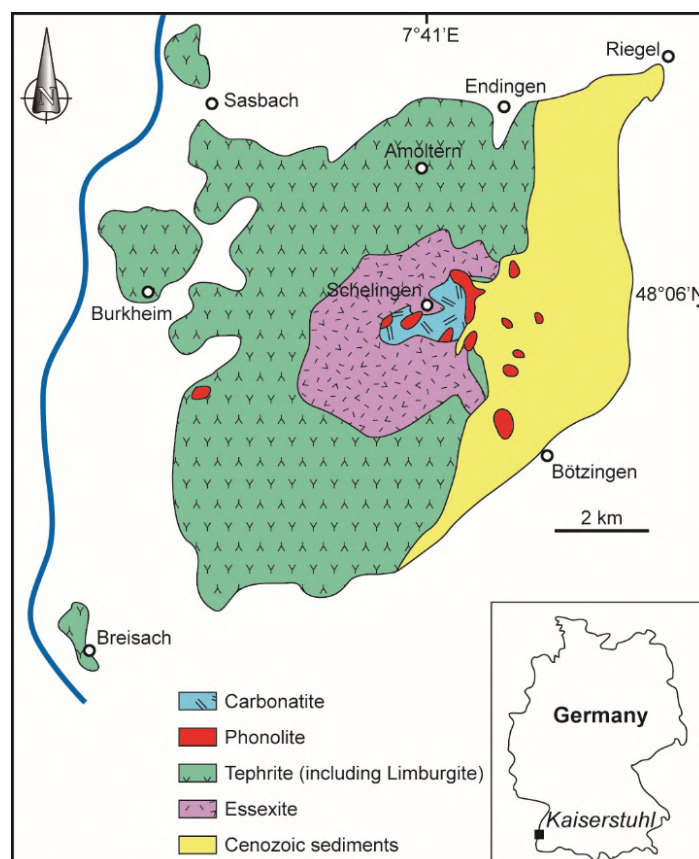 7°41'E
Riegel
Endingen
Sasbach
N
Amoltern
Schelingen
48°06'N
Burkheim
Bötzingen
2 km
Breisach
Carbonatite
Phonolite
Tephrite (including Limburgite)
Essexite
Cenozoic sediments
Germany
Kaiserstuhl